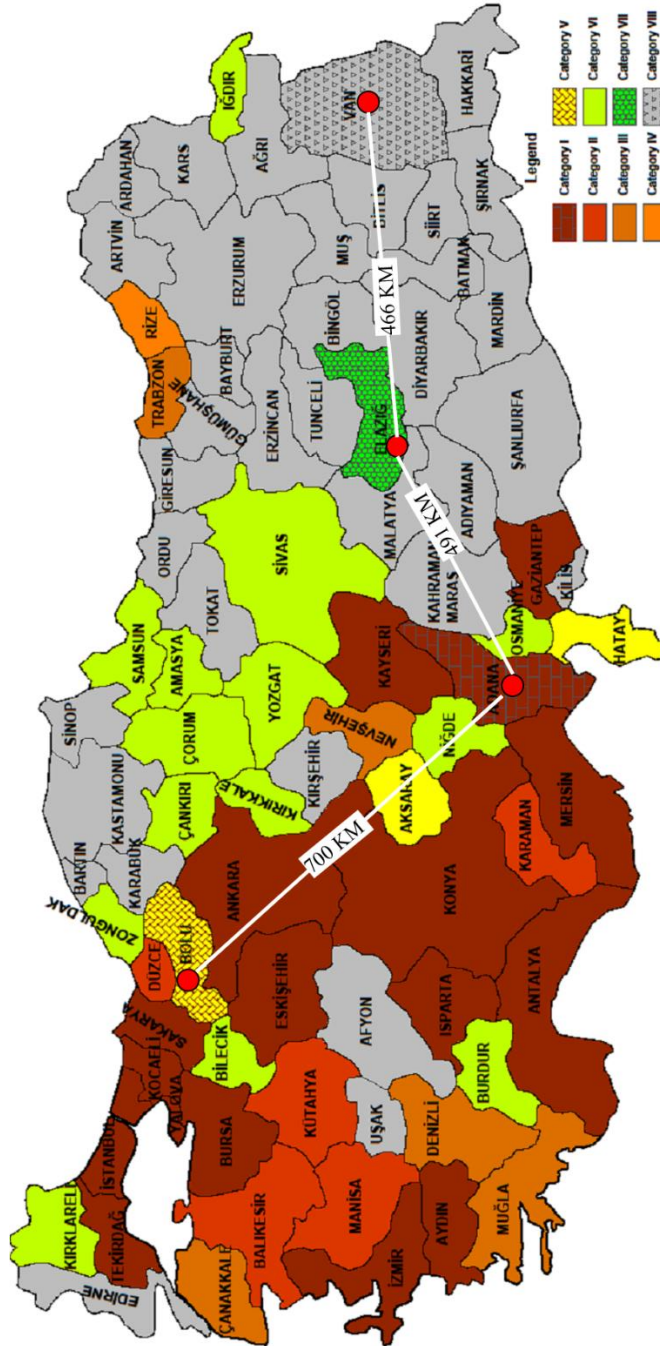 KIRKLARELİ
EDİRNE
TEKİRDAĞ
İSTANBUL
KOCAELİ
YALOVA
SAKARYA
DÜZCE
BOLU
ZONGULDAK
BARTIN
KARABÜK
KASTAMONU
SİNOP
ÇANKIRI
ÇORUM
SAMSUN
AMASYA
TOKAT
ORDU
GİRESUN
TRABZON
GÜMÜŞHANE
RİZE
BAYBURT
ARTVİN
ARDAHAN
KARS
IĞDIR
AĞRI
ERZURUM
ERZİNCAN
TUNCELİ
SİVAS
YOZGAT
KIRIKKALE
KIRŞEHİR
ANKARA
ESKİŞEHİR
BİLECİK
BURSA
ÇANAKKALE
BALIKESİR
KÜTAHYA
MANİSA
UŞAK
AFYON
İZMİR
AYDIN
DENİZLİ
MUĞLA
BURDUR
ISPARTA
ANTALYA
KONYA
KARAMAN
MERSİN
AKSARAY
NEVŞEHİR
NİĞDE
KAYSERİ
ADANA
OSMANİYE
HATAY
KİLİS
GAZİANTEP
KAHRAMAN
MARAŞ
ADIYAMAN
MALATYA
ELAZIĞ
BİNGÖL
MUŞ
BİTLİS
VAN
DİYARBAKIR
BATMAN
SİİRT
ŞIRNAK
HAKKARİ
MARDİN
ŞANLIURFA
700 KM
491 KM
466 KM
Legend
Category I
Category II
Category III
Category IV
Category V
Category VI
Category VII
Category VIII